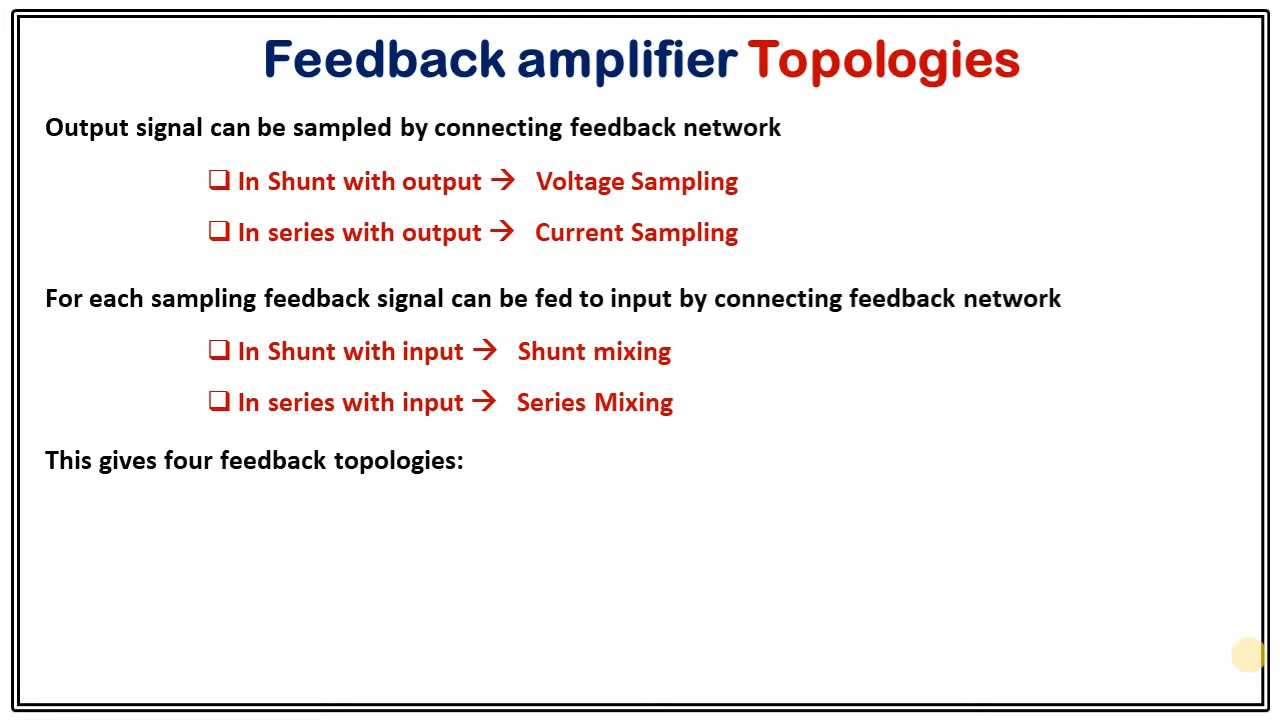 Feedback amplifier Topologies
Output signal can be sampled by connecting feedback network
❑ In Shunt with output → Voltage Sampling
❑ In series with output → Current Sampling
For each sampling feedback signal can be fed to input by connecting feedback network
❑ In Shunt with input → Shunt mixing
❑ In series with input → Series Mixing
This gives four feedback topologies: